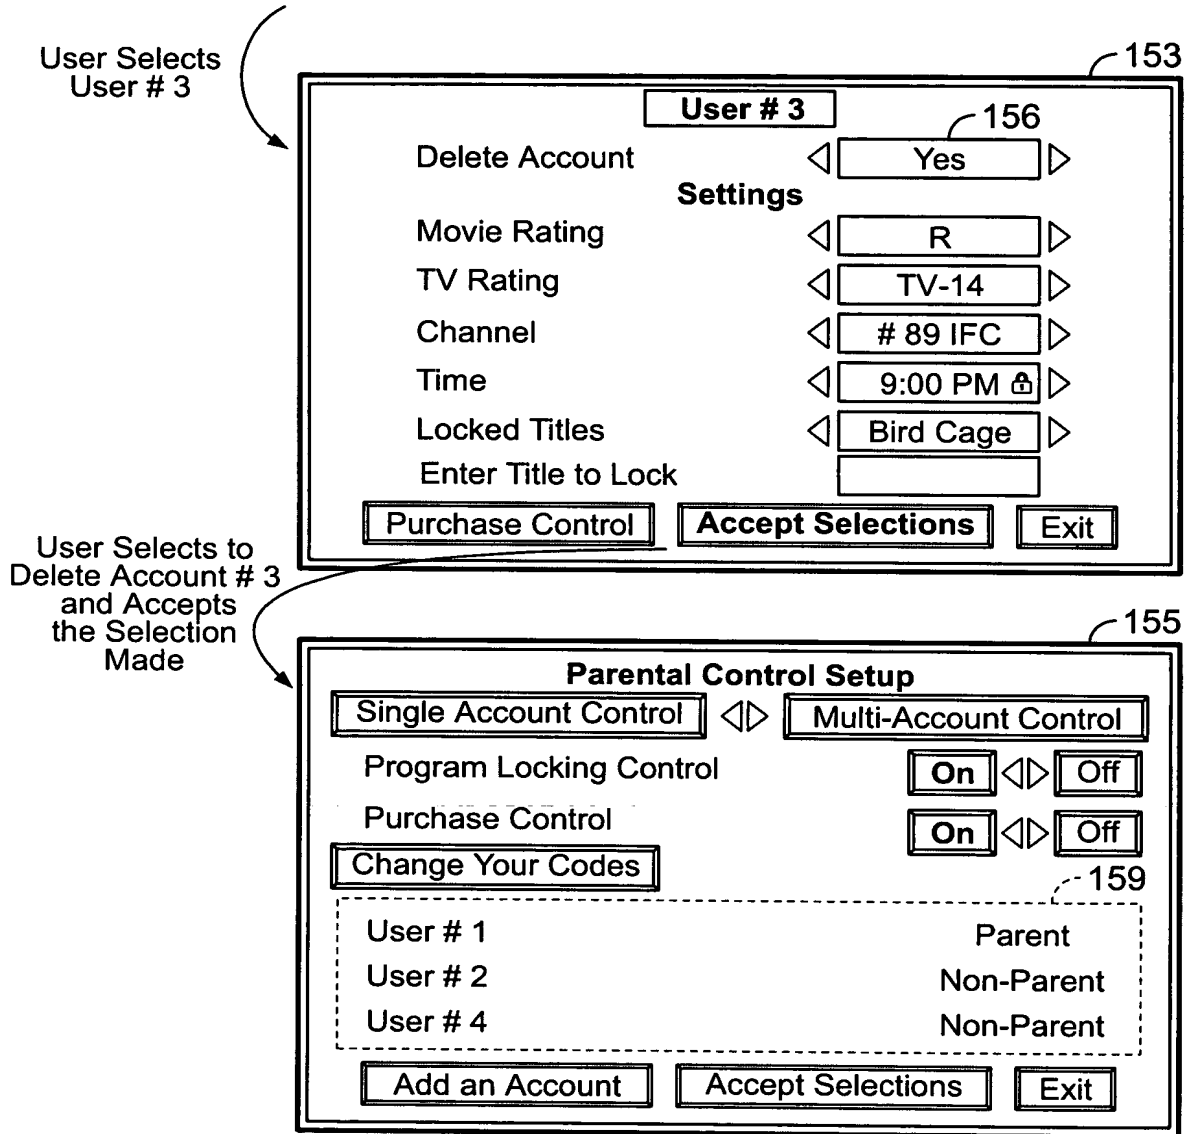 User Selects
User # 3
153
User # 3
156
Delete Account Yes
Settings
Movie Rating R
TV Rating TV-14
Channel # 89 IFC
Time 9:00 PM
Locked Titles Bird Cage
Enter Title to Lock
Purchase Control Accept Selections Exit
User Selects to
Delete Account # 3
and Accepts
the Selection
Made
155
Parental Control Setup
Single Account Control Multi-Account Control
Program Locking Control On Off
Purchase Control On Off
Change Your Codes
159
User # 1 Parent
User # 2 Non-Parent
User # 4 Non-Parent
Add an Account Accept Selections Exit